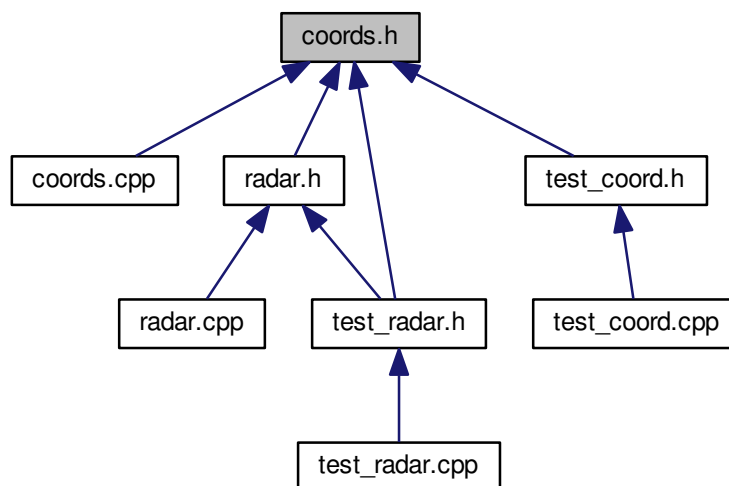 coords.h
coords.cpp
radar.h
test_coord.h
radar.cpp
test_radar.h
test_coord.cpp
test_radar.cpp